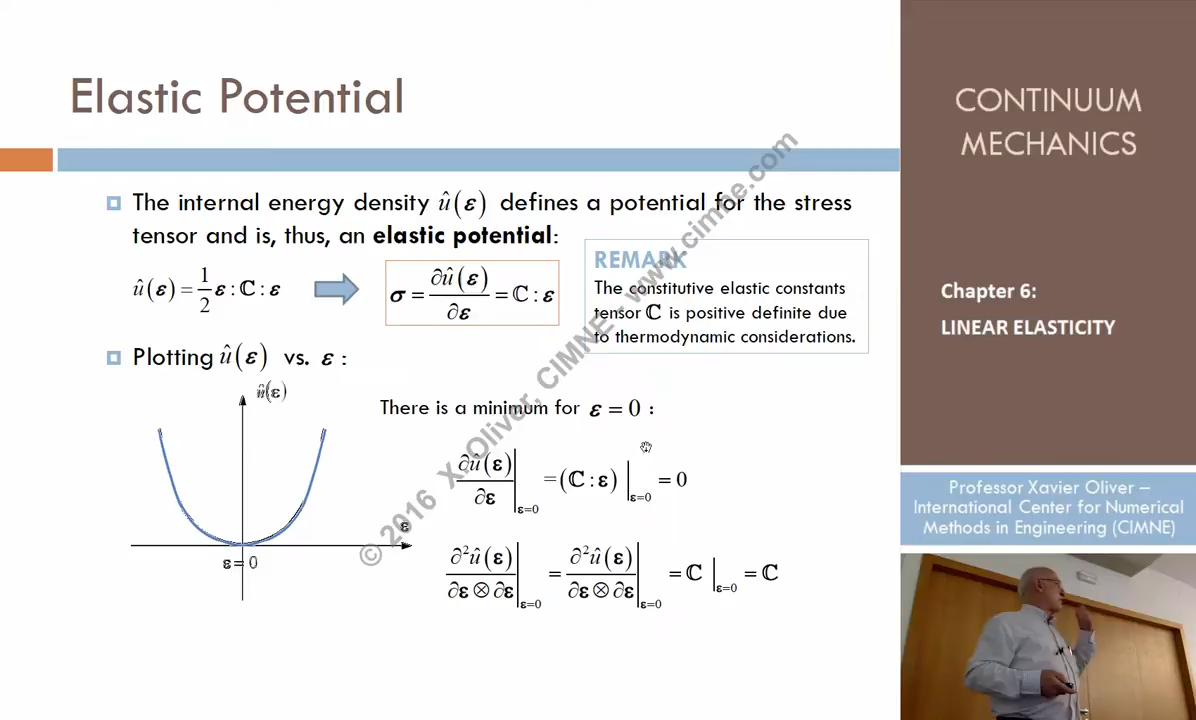 Elastic Potential
The internal energy density û(ε) defines a potential for the stress
tensor and is, thus, an elastic potential:
û(ε) = 1/2 ε : ℂ : ε
σ = ∂û(ε)/∂ε = ℂ : ε
REMARK
The constitutive elastic constants
tensor ℂ is positive definite due
to thermodynamic considerations.
Plotting û(ε) vs. ε :
û(ε)
ε
ε = 0
There is a minimum for ε = 0 :
∂û(ε)/∂ε |ε=0 = (ℂ : ε) |ε=0 = 0
∂²û(ε)/∂ε ⊗ ∂ε |ε=0 = ∂²û(ε)/∂ε ⊗ ∂ε |ε=0 = ℂ |ε=0 = ℂ
© 2016 X. Oliver, CIMNE - www.cimne.com
CONTINUUM
MECHANICS
Chapter 6:
LINEAR ELASTICITY
Professor Xavier Oliver –
International Center for Numerical
Methods in Engineering (CIMNE)